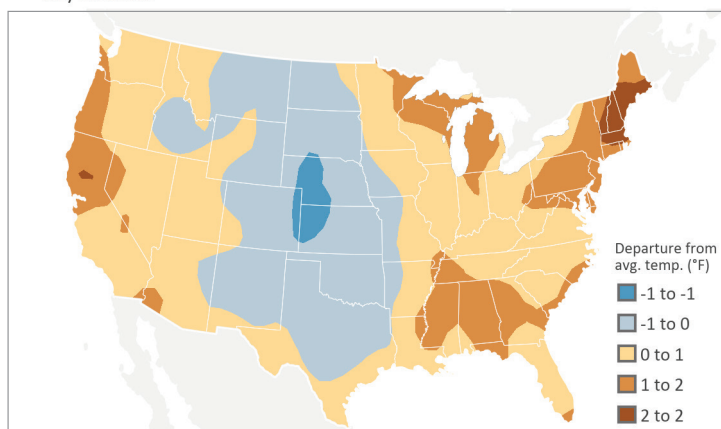 Departure from
avg. temp. (°F)
-1 to -1
-1 to 0
0 to 1
1 to 2
2 to 2